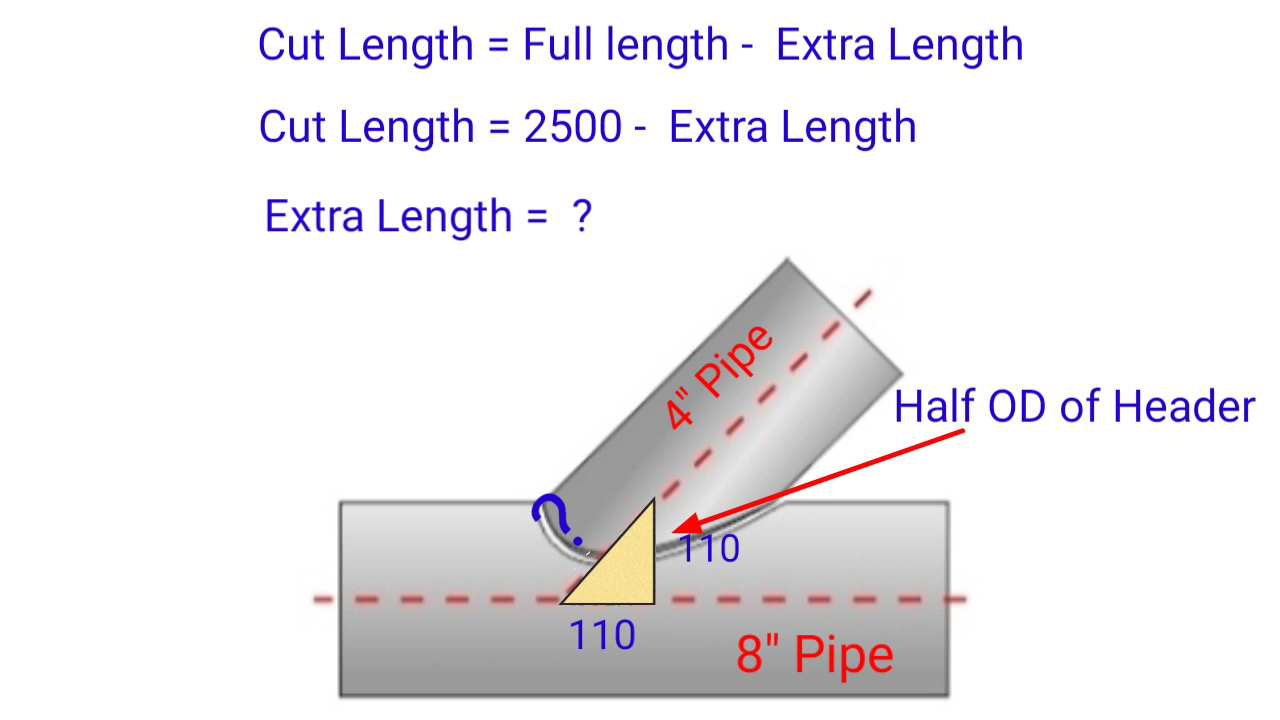 Cut Length = Full length - Extra Length
Cut Length = 2500 - Extra Length
Extra Length = ?
4" Pipe
Half OD of Header
?
110
110
8" Pipe